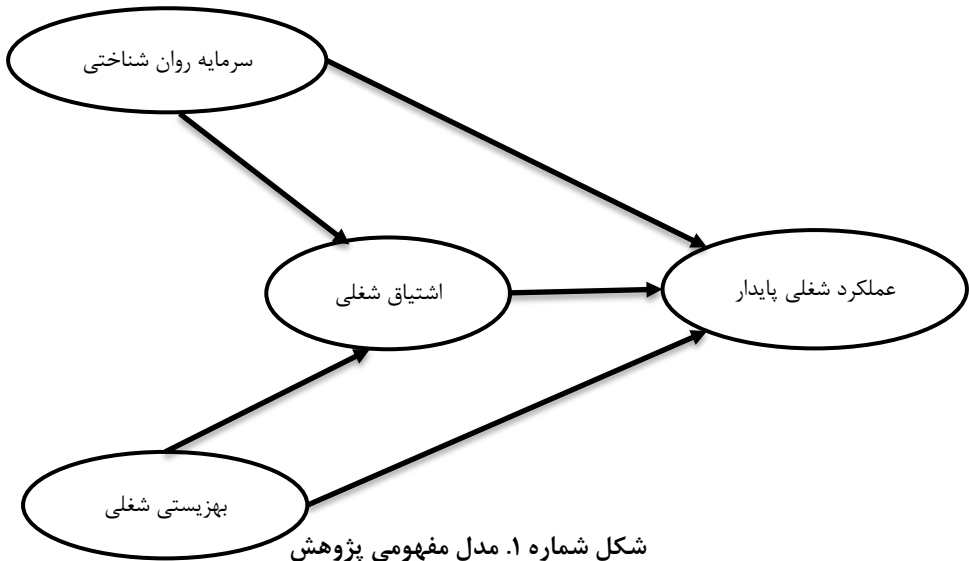 سرمایه روان شناختی
اشتیاق شغلی
عملکرد شغلی پایدار
بهزیستی شغلی
شکل شماره ۱. مدل مفهومی پژوهش